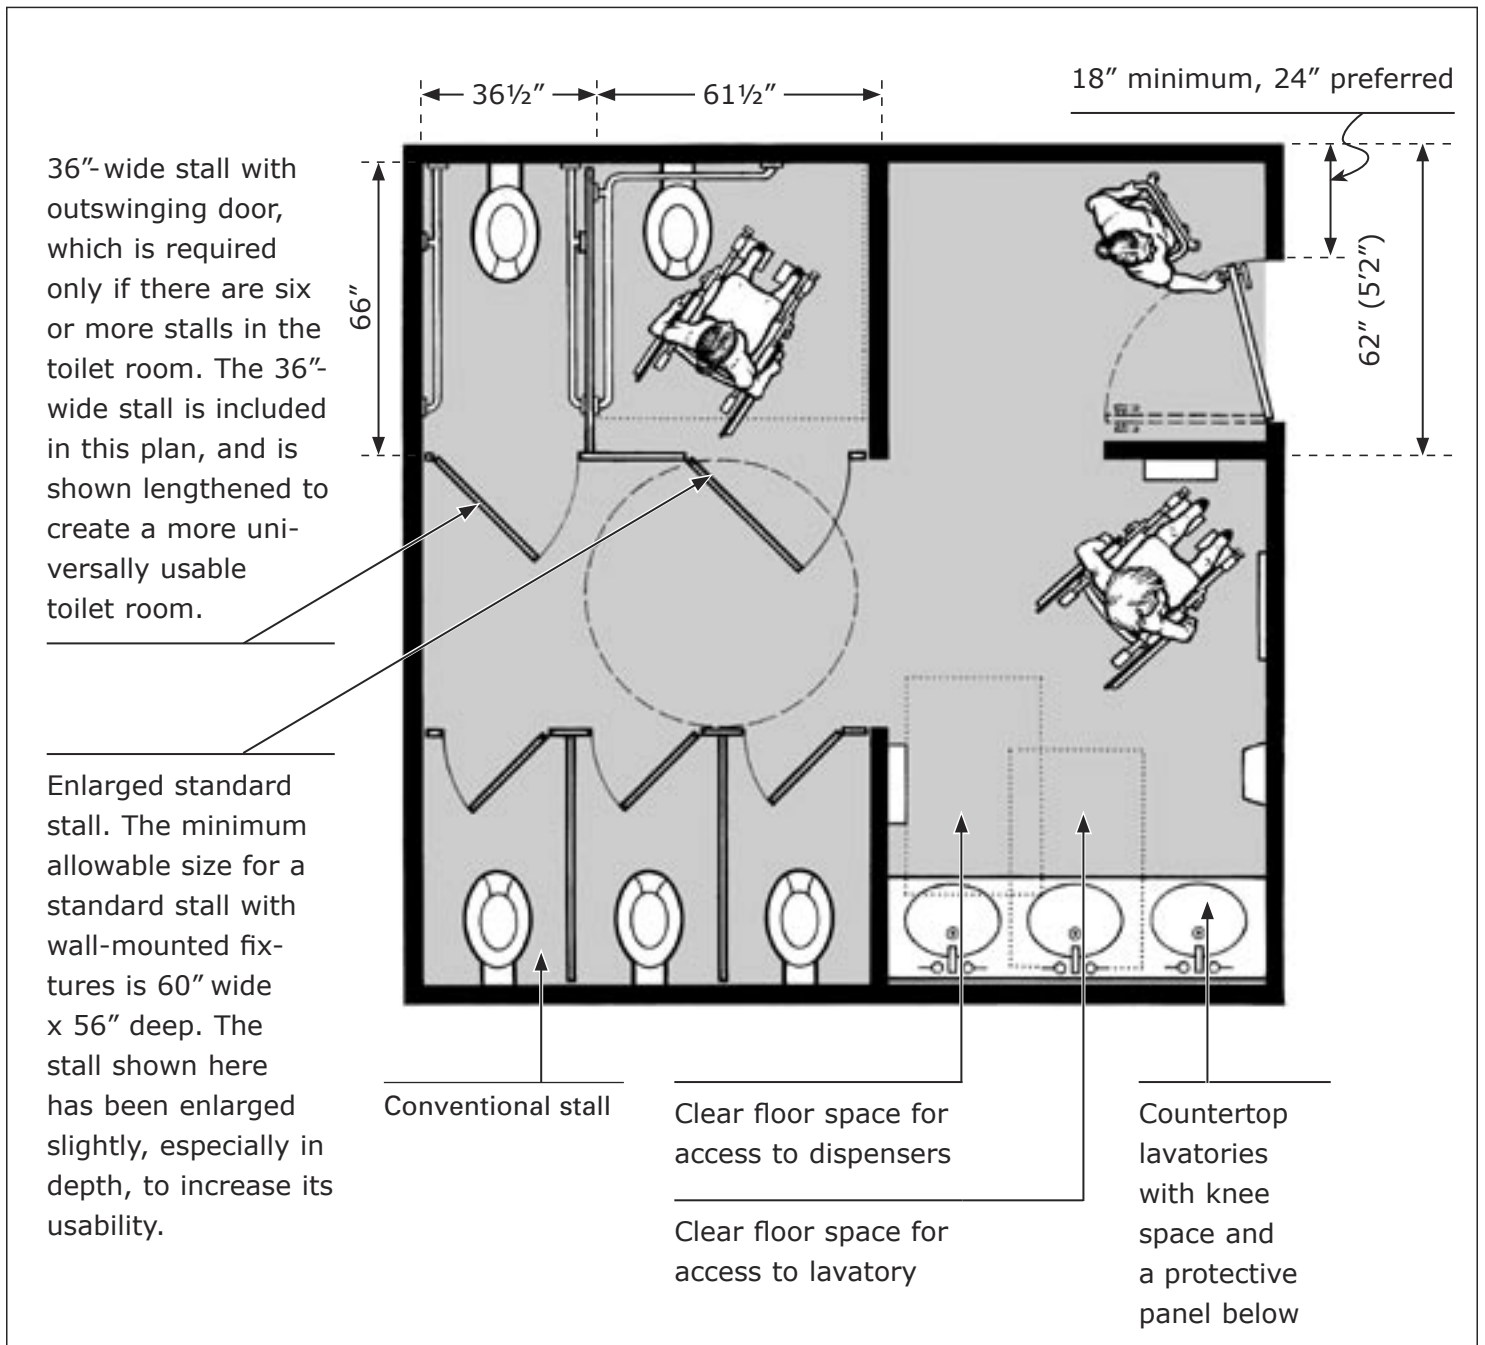 36½” 61½”
18” minimum, 24” preferred
36”-wide stall with
outswinging door,
which is required
only if there are six
or more stalls in the
toilet room. The 36”-
wide stall is included
in this plan, and is
shown lengthened to
create a more uni-
versally usable
toilet room.
66”
62” (5’2”)
Enlarged standard
stall. The minimum
allowable size for a
standard stall with
wall-mounted fix-
tures is 60” wide
x 56” deep. The
stall shown here
has been enlarged
slightly, especially in
depth, to increase its
usability.
Conventional stall
Clear floor space for
access to dispensers
Clear floor space for
access to lavatory
Countertop
lavatories
with knee
space and
a protective
panel below